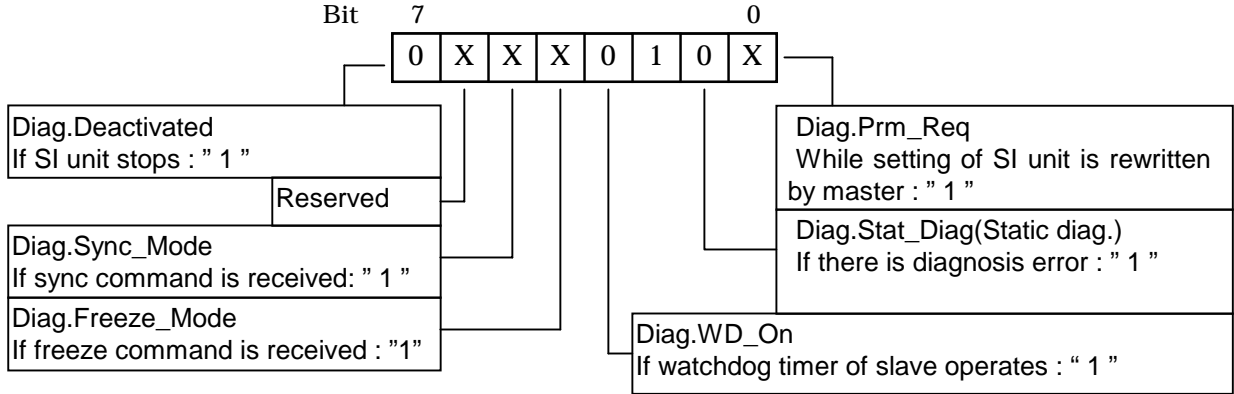 Bit 7 0
0 X X X 0 1 0 X
Diag.Deactivated
If SI unit stops : ” 1 ”
Reserved
Diag.Sync_Mode
If sync command is received: ” 1 ”
Diag.Freeze_Mode
If freeze command is received : ”1”
Diag.Prm_Req
While setting of SI unit is rewritten
by master : ” 1 ”
Diag.Stat_Diag(Static diag.)
If there is diagnosis error : ” 1 ”
Diag.WD_On
If watchdog timer of slave operates : “ 1 ”